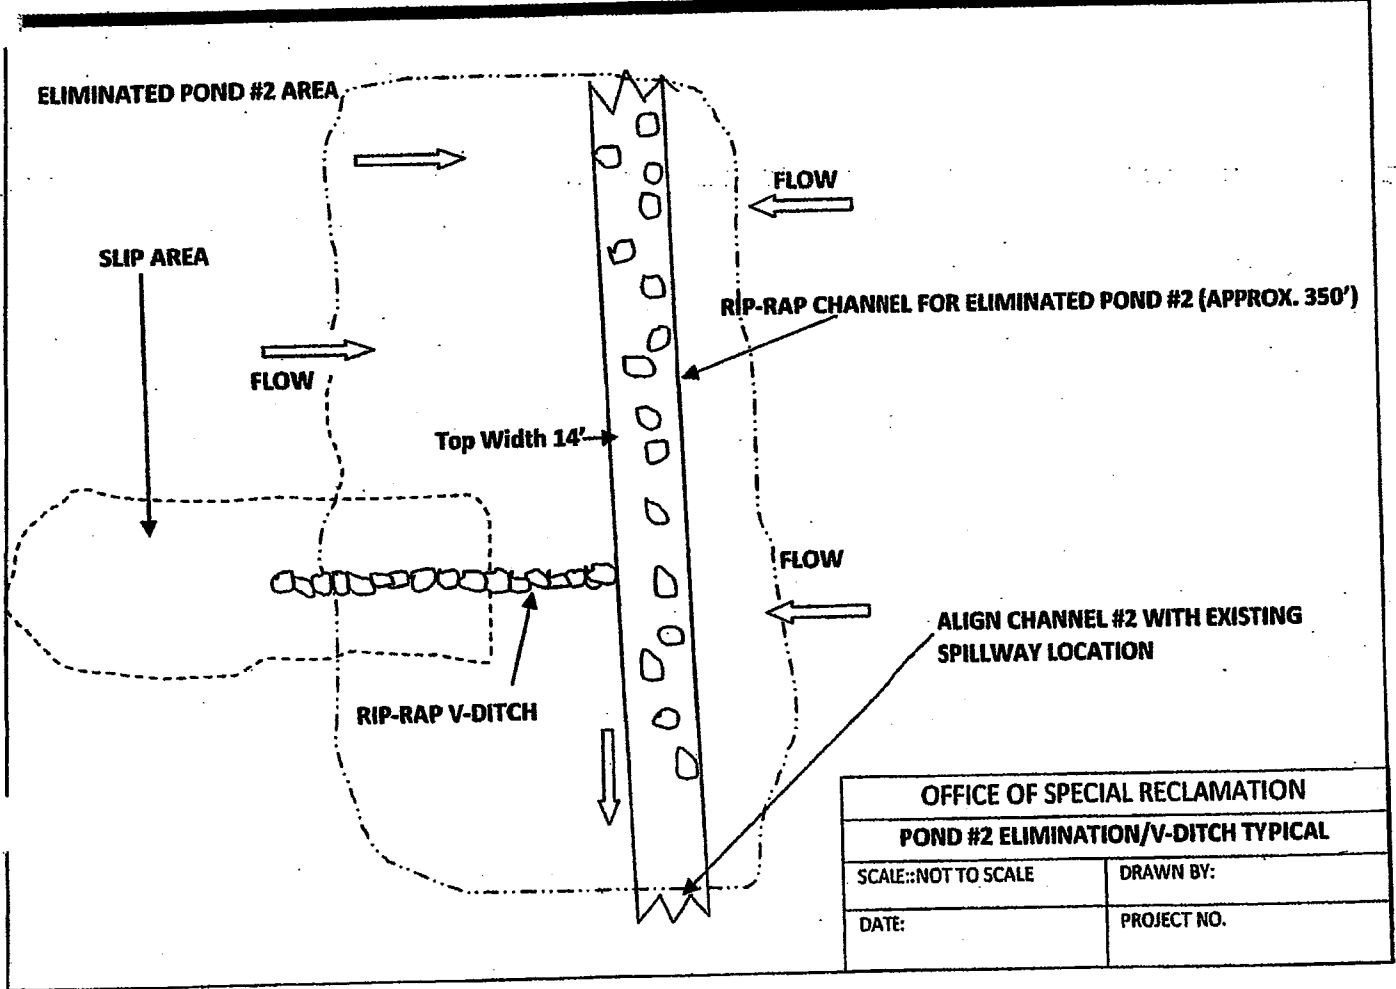 ELIMINATED POND #2 AREA
FLOW
SLIP AREA
RIP-RAP CHANNEL FOR ELIMINATED POND #2 (APPROX. 350')
FLOW
Top Width 14'
FLOW
ALIGN CHANNEL #2 WITH EXISTING
SPILLWAY LOCATION
RIP-RAP V-DITCH
OFFICE OF SPECIAL RECLAMATION
POND #2 ELIMINATION/V-DITCH TYPICAL
SCALE::NOT TO SCALE
DRAWN BY:
DATE:
PROJECT NO.